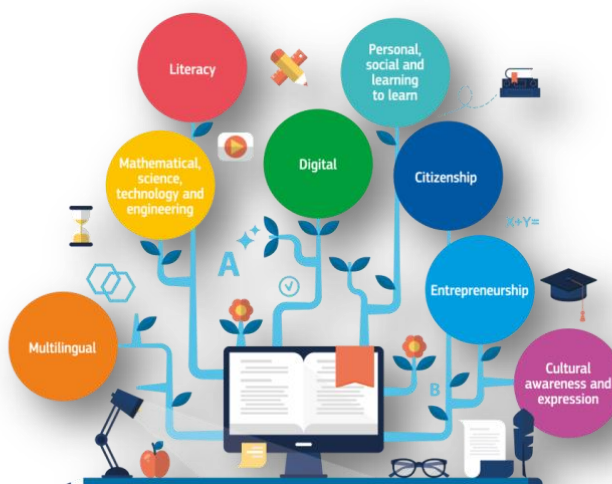 Literacy
Personal,
social and
learning
to learn
Mathematical,
science,
technology and
engineering
Digital
Citizenship
A
X+Y=
Entrepreneurship
Multilingual
B
Cultural
awareness and
expression